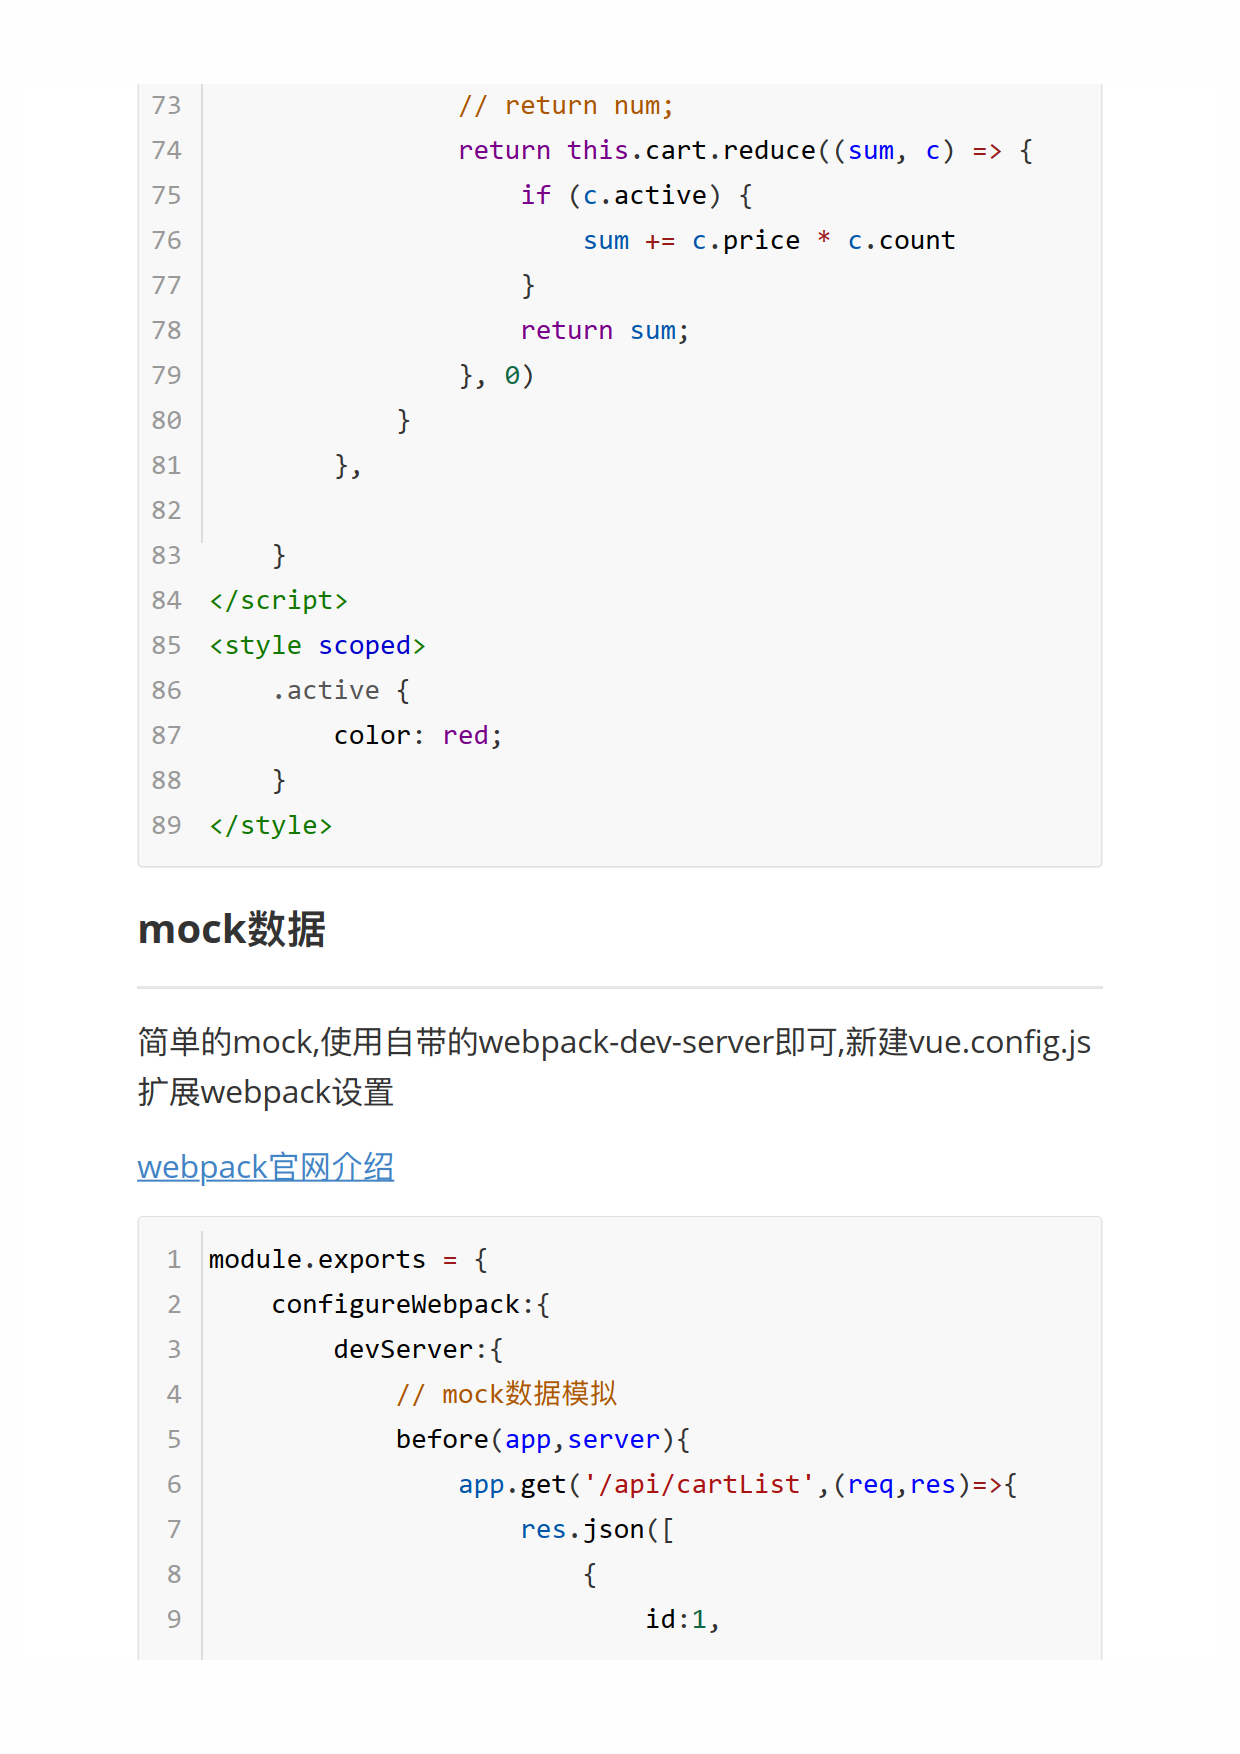 73                // return num;
74                return this.cart.reduce((sum, c) => {
75                    if (c.active) {
76                        sum += c.price * c.count
77                    }
78                    return sum;
79                }, 0)
80            }
81        },
82
83    }
84 </script>
85 <style scoped>
86    .active {
87        color: red;
88    }
89 </style>
mock数据
简单的mock,使用自带的webpack-dev-server即可,新建vue.config.js
扩展webpack设置
webpack官网介绍
1 module.exports = {
2    configureWebpack:{
3        devServer:{
4            // mock数据模拟
5            before(app,server){
6                app.get('/api/cartList',(req,res)=>{
7                    res.json([
8                        {
9                            id:1,